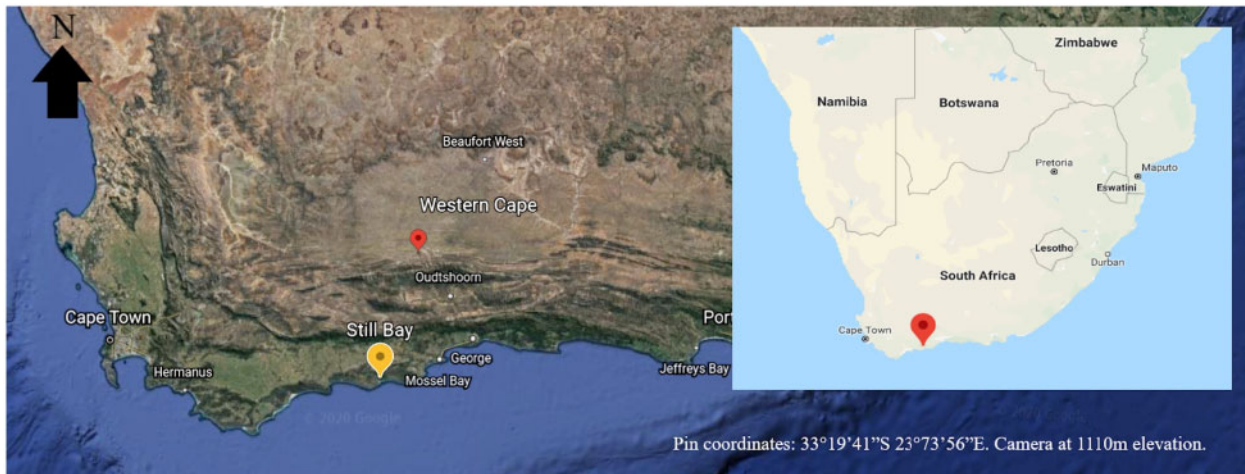 N
Beaufort West
Western Cape
Oudtshoorn
Cape Town
Still Bay
Port
George
Hermanus
Mossel Bay
Jeffreys Bay
© 2020 Google
Zimbabwe
Namibia
Botswana
Pretoria
Maputo
Eswatini
Lesotho
Durban
South Africa
Cape Town
Pin coordinates: 33°19'41”S 23°73'56”E. Camera at 1110m elevation.